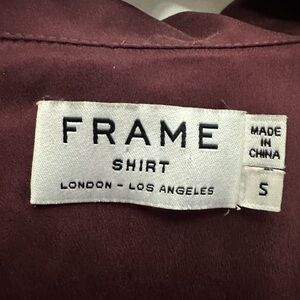 FRAME
SHIRT
LONDON - LOS ANGELES
MADE
IN
CHINA
S